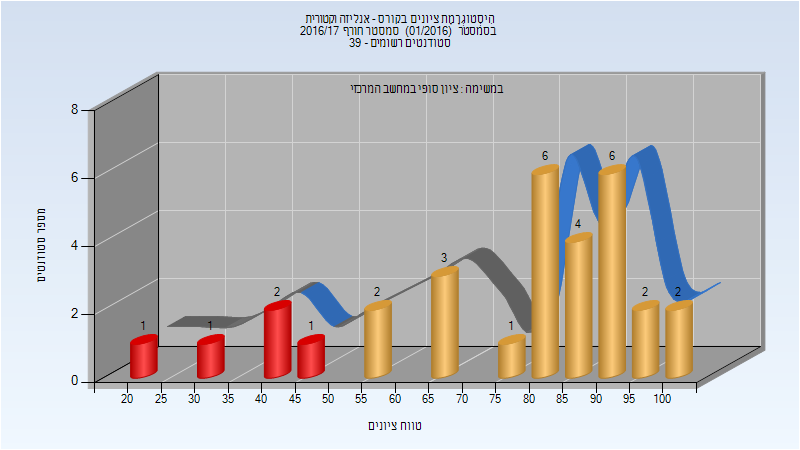 היסטוגרמת ציונים בקורס - אנליזה וקטורית
בסמסטר (01/2016) סמסטר חורף 2016/17
סטודנטים רשומים - 39
במשימה : ציון סופי במחשב המרכזי
מספר סטודנטים
8
6
4
2
0
1
1
2
1
2
3
1
6
4
6
2
2
20 25 30 35 40 45 50 55 60 65 70 75 80 85 90 95 100
טווח ציונים